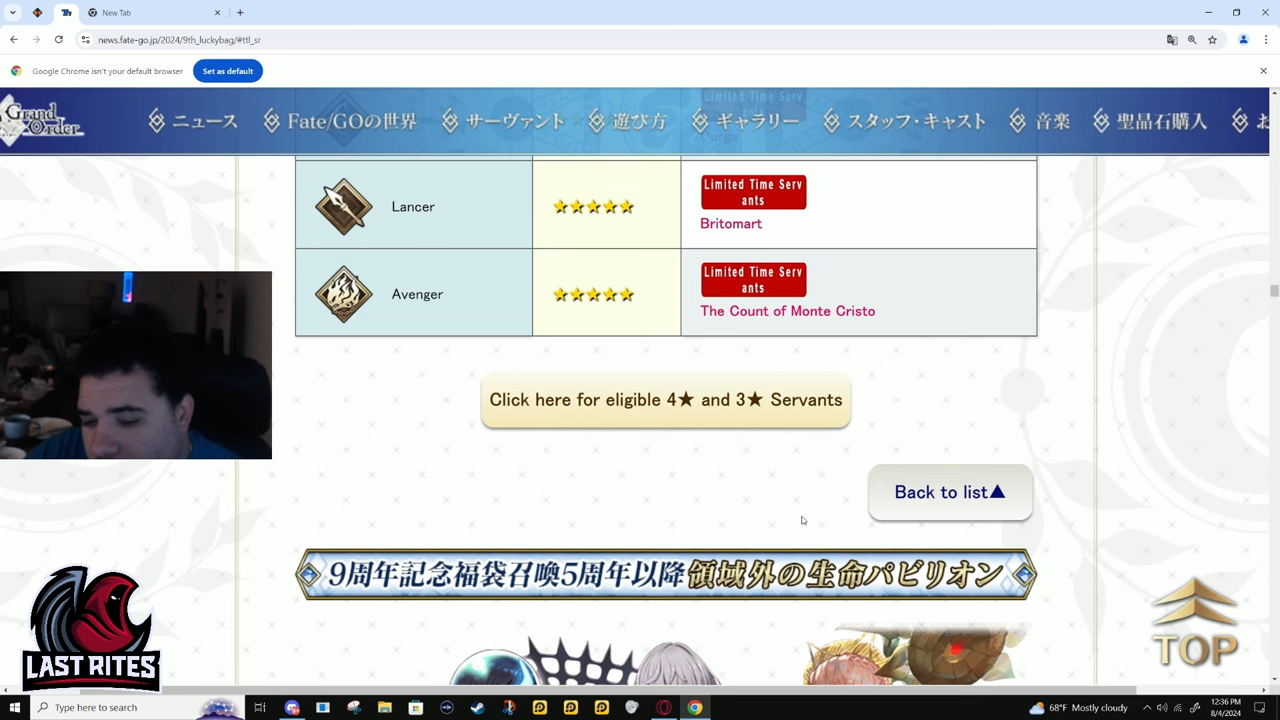 New Tab
news.fate-go.jp/2024/9th_luckybag/#ttl_sr
Google Chrome isn't your default browser
Set as default
Grand Order
ニュース
Fate/GOの世界
サーヴァント
遊び方
ギャラリー
スタッフ・キャスト
音楽
聖晶石購入
お
Limited Time Serv
ants
Lancer
★★★★★
Limited Time Serv
ants
Britomart
Avenger
★★★★★
Limited Time Serv
ants
The Count of Monte Cristo
Click here for eligible 4★ and 3★ Servants
Back to list▲
9周年記念福袋召喚5周年以降領域外の生命パビリオン
TOP
LAST RITES
Type here to search
68°F Mostly cloudy
12:36 PM
8/4/2024